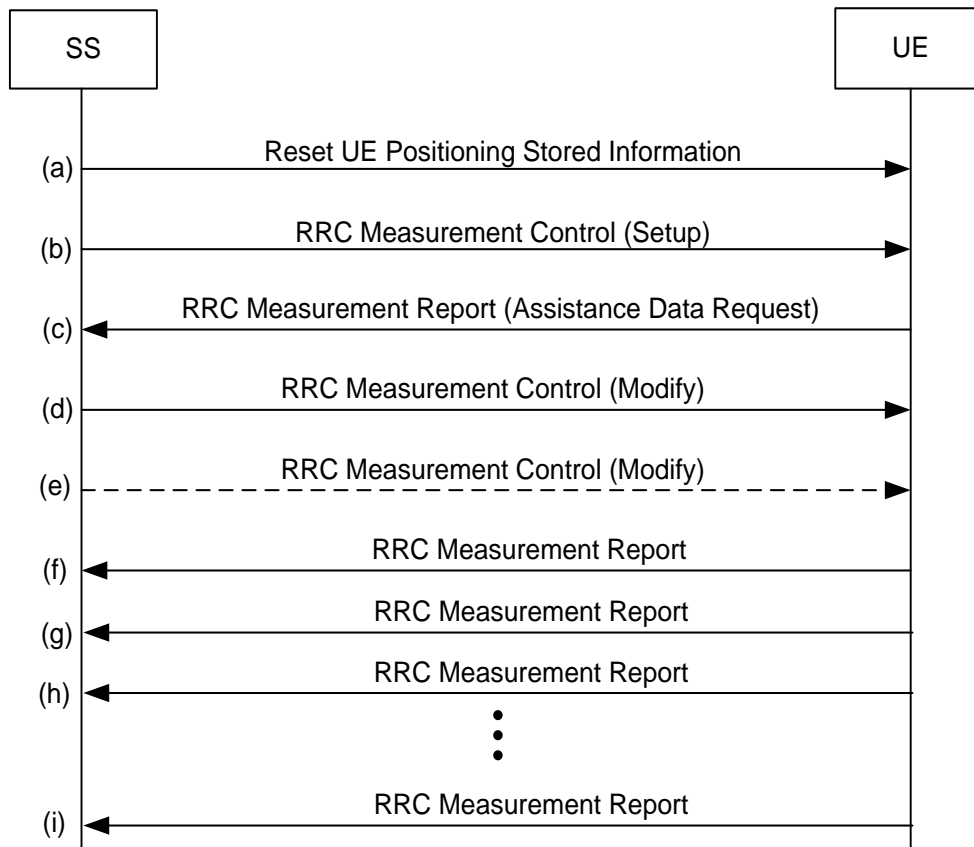 SS
UE
(a)
Reset UE Positioning Stored Information
(b)
RRC Measurement Control (Setup)
(c)
RRC Measurement Report (Assistance Data Request)
(d)
RRC Measurement Control (Modify)
(e)
RRC Measurement Control (Modify)
(f)
RRC Measurement Report
(g)
RRC Measurement Report
(h)
RRC Measurement Report
(i)
RRC Measurement Report